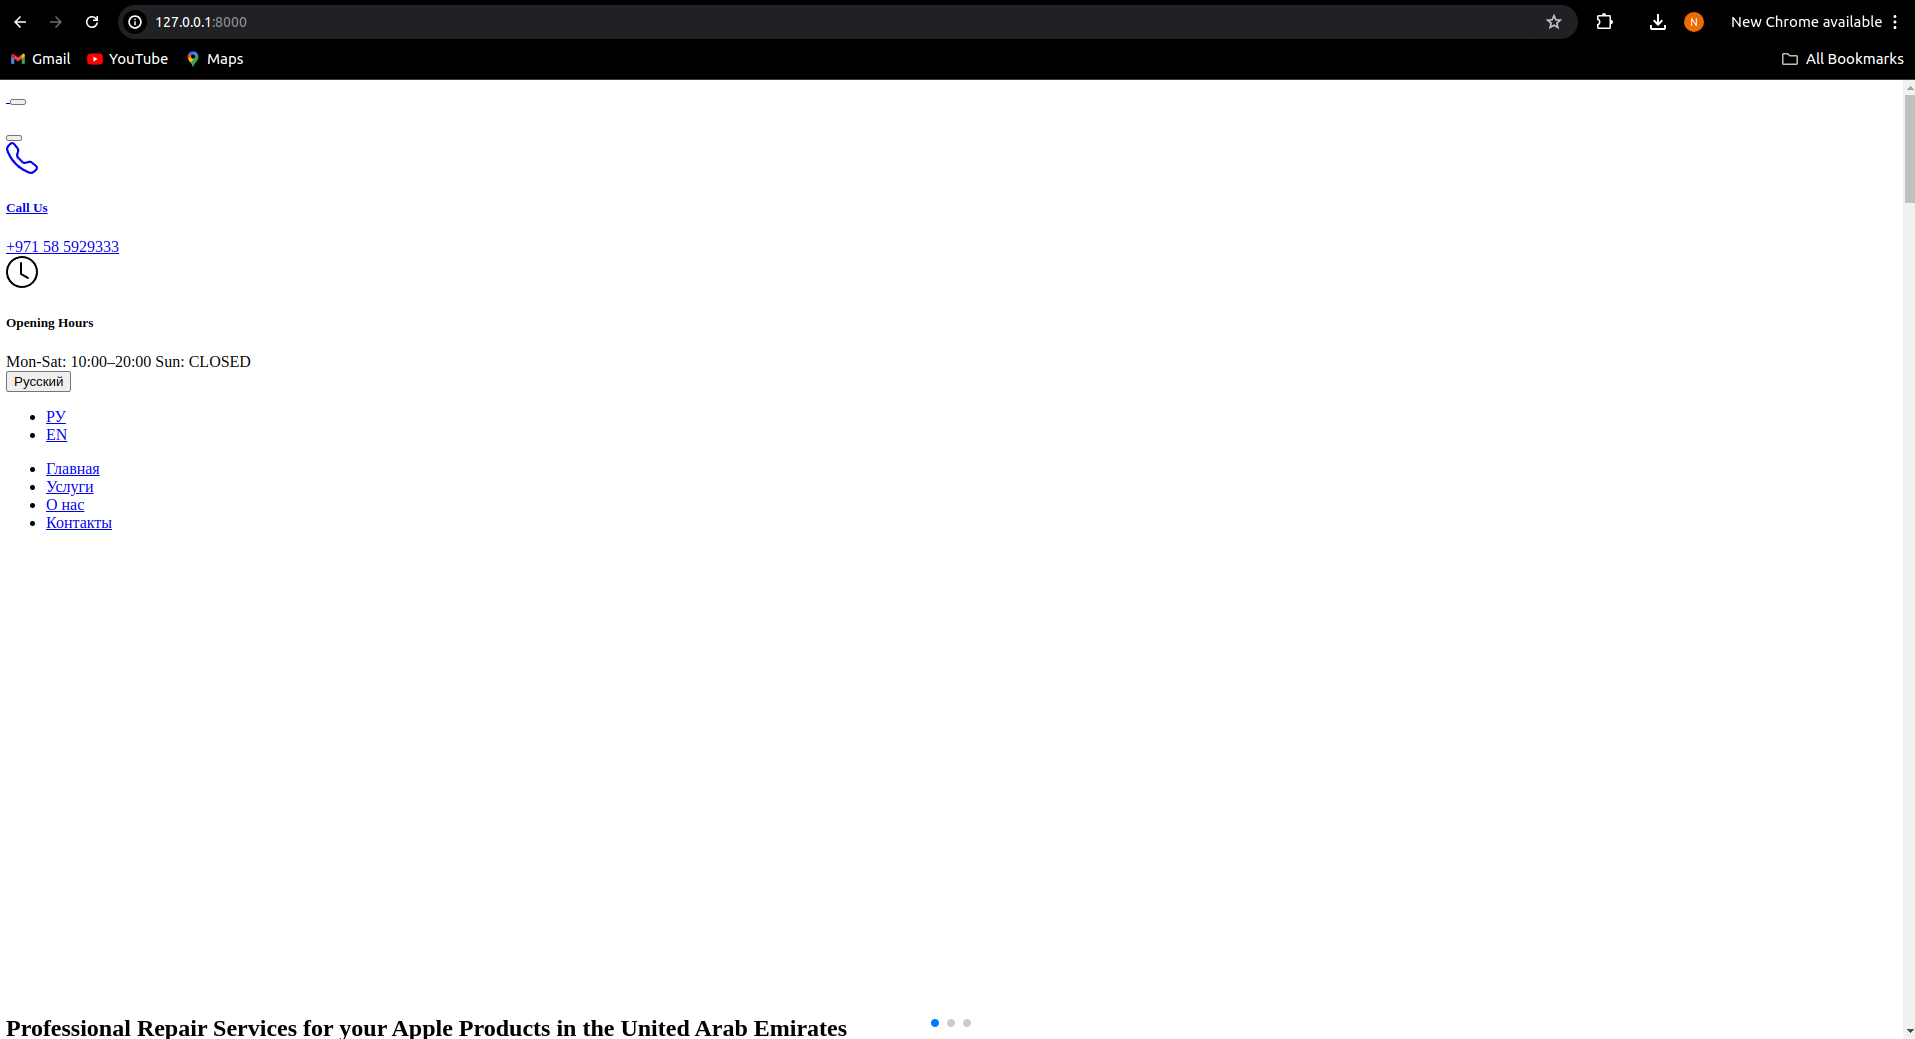 127.0.0.1:8000
New Chrome available
Gmail YouTube Maps
All Bookmarks
N
Call Us
+971 58 5929333
Opening Hours
Mon-Sat: 10:00–20:00 Sun: CLOSED
Русский
РУ
EN
Главная
Услуги
О нас
Контакты
Professional Repair Services for your Apple Products in the United Arab Emirates